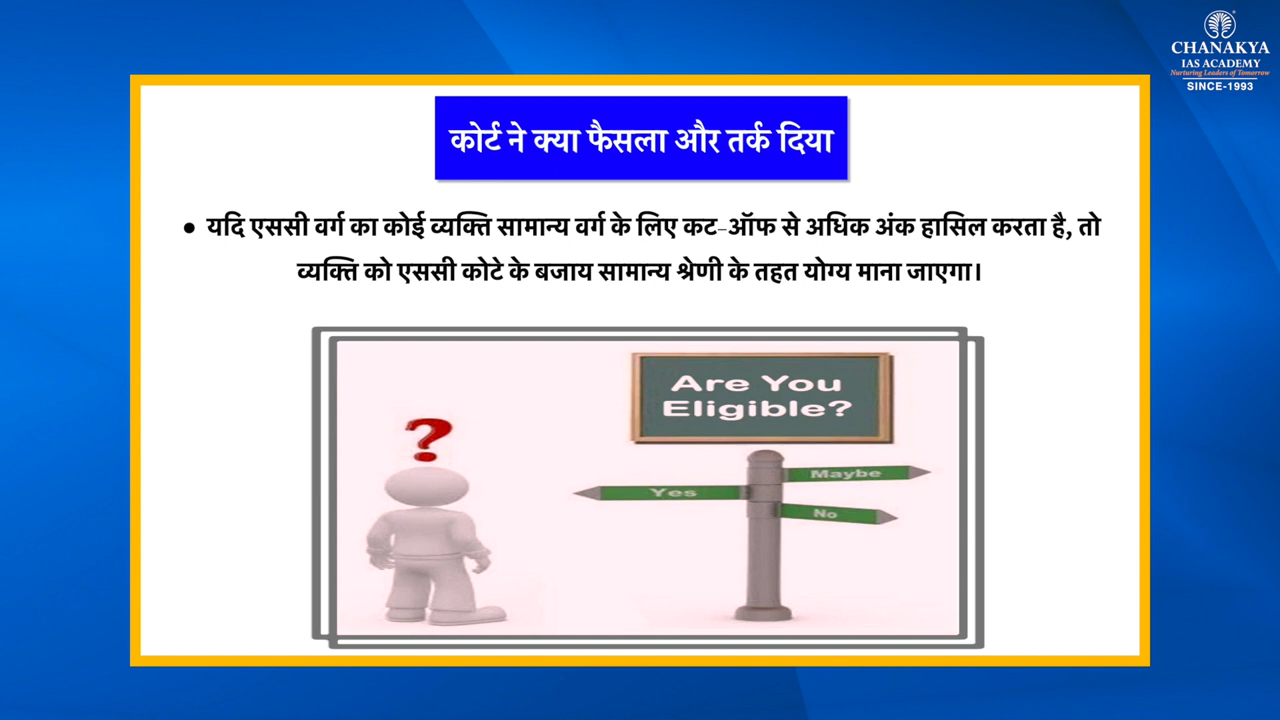 CHANAKYA
IAS ACADEMY
Nurturing Leaders of Tomorrow
SINCE-1993
कोर्ट ने क्या फैसला और तर्क दिया
• यदि एससी वर्ग का कोई व्यक्ति सामान्य वर्ग के लिए कट-ऑफ से अधिक अंक हासिल करता है, तो
व्यक्ति को एससी कोटे के बजाय सामान्य श्रेणी के तहत योग्य माना जाएगा।
Are You
Eligible?
?
Maybe
Yes
No